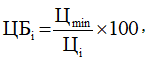 ЦБi = Цmin / Цi × 100,